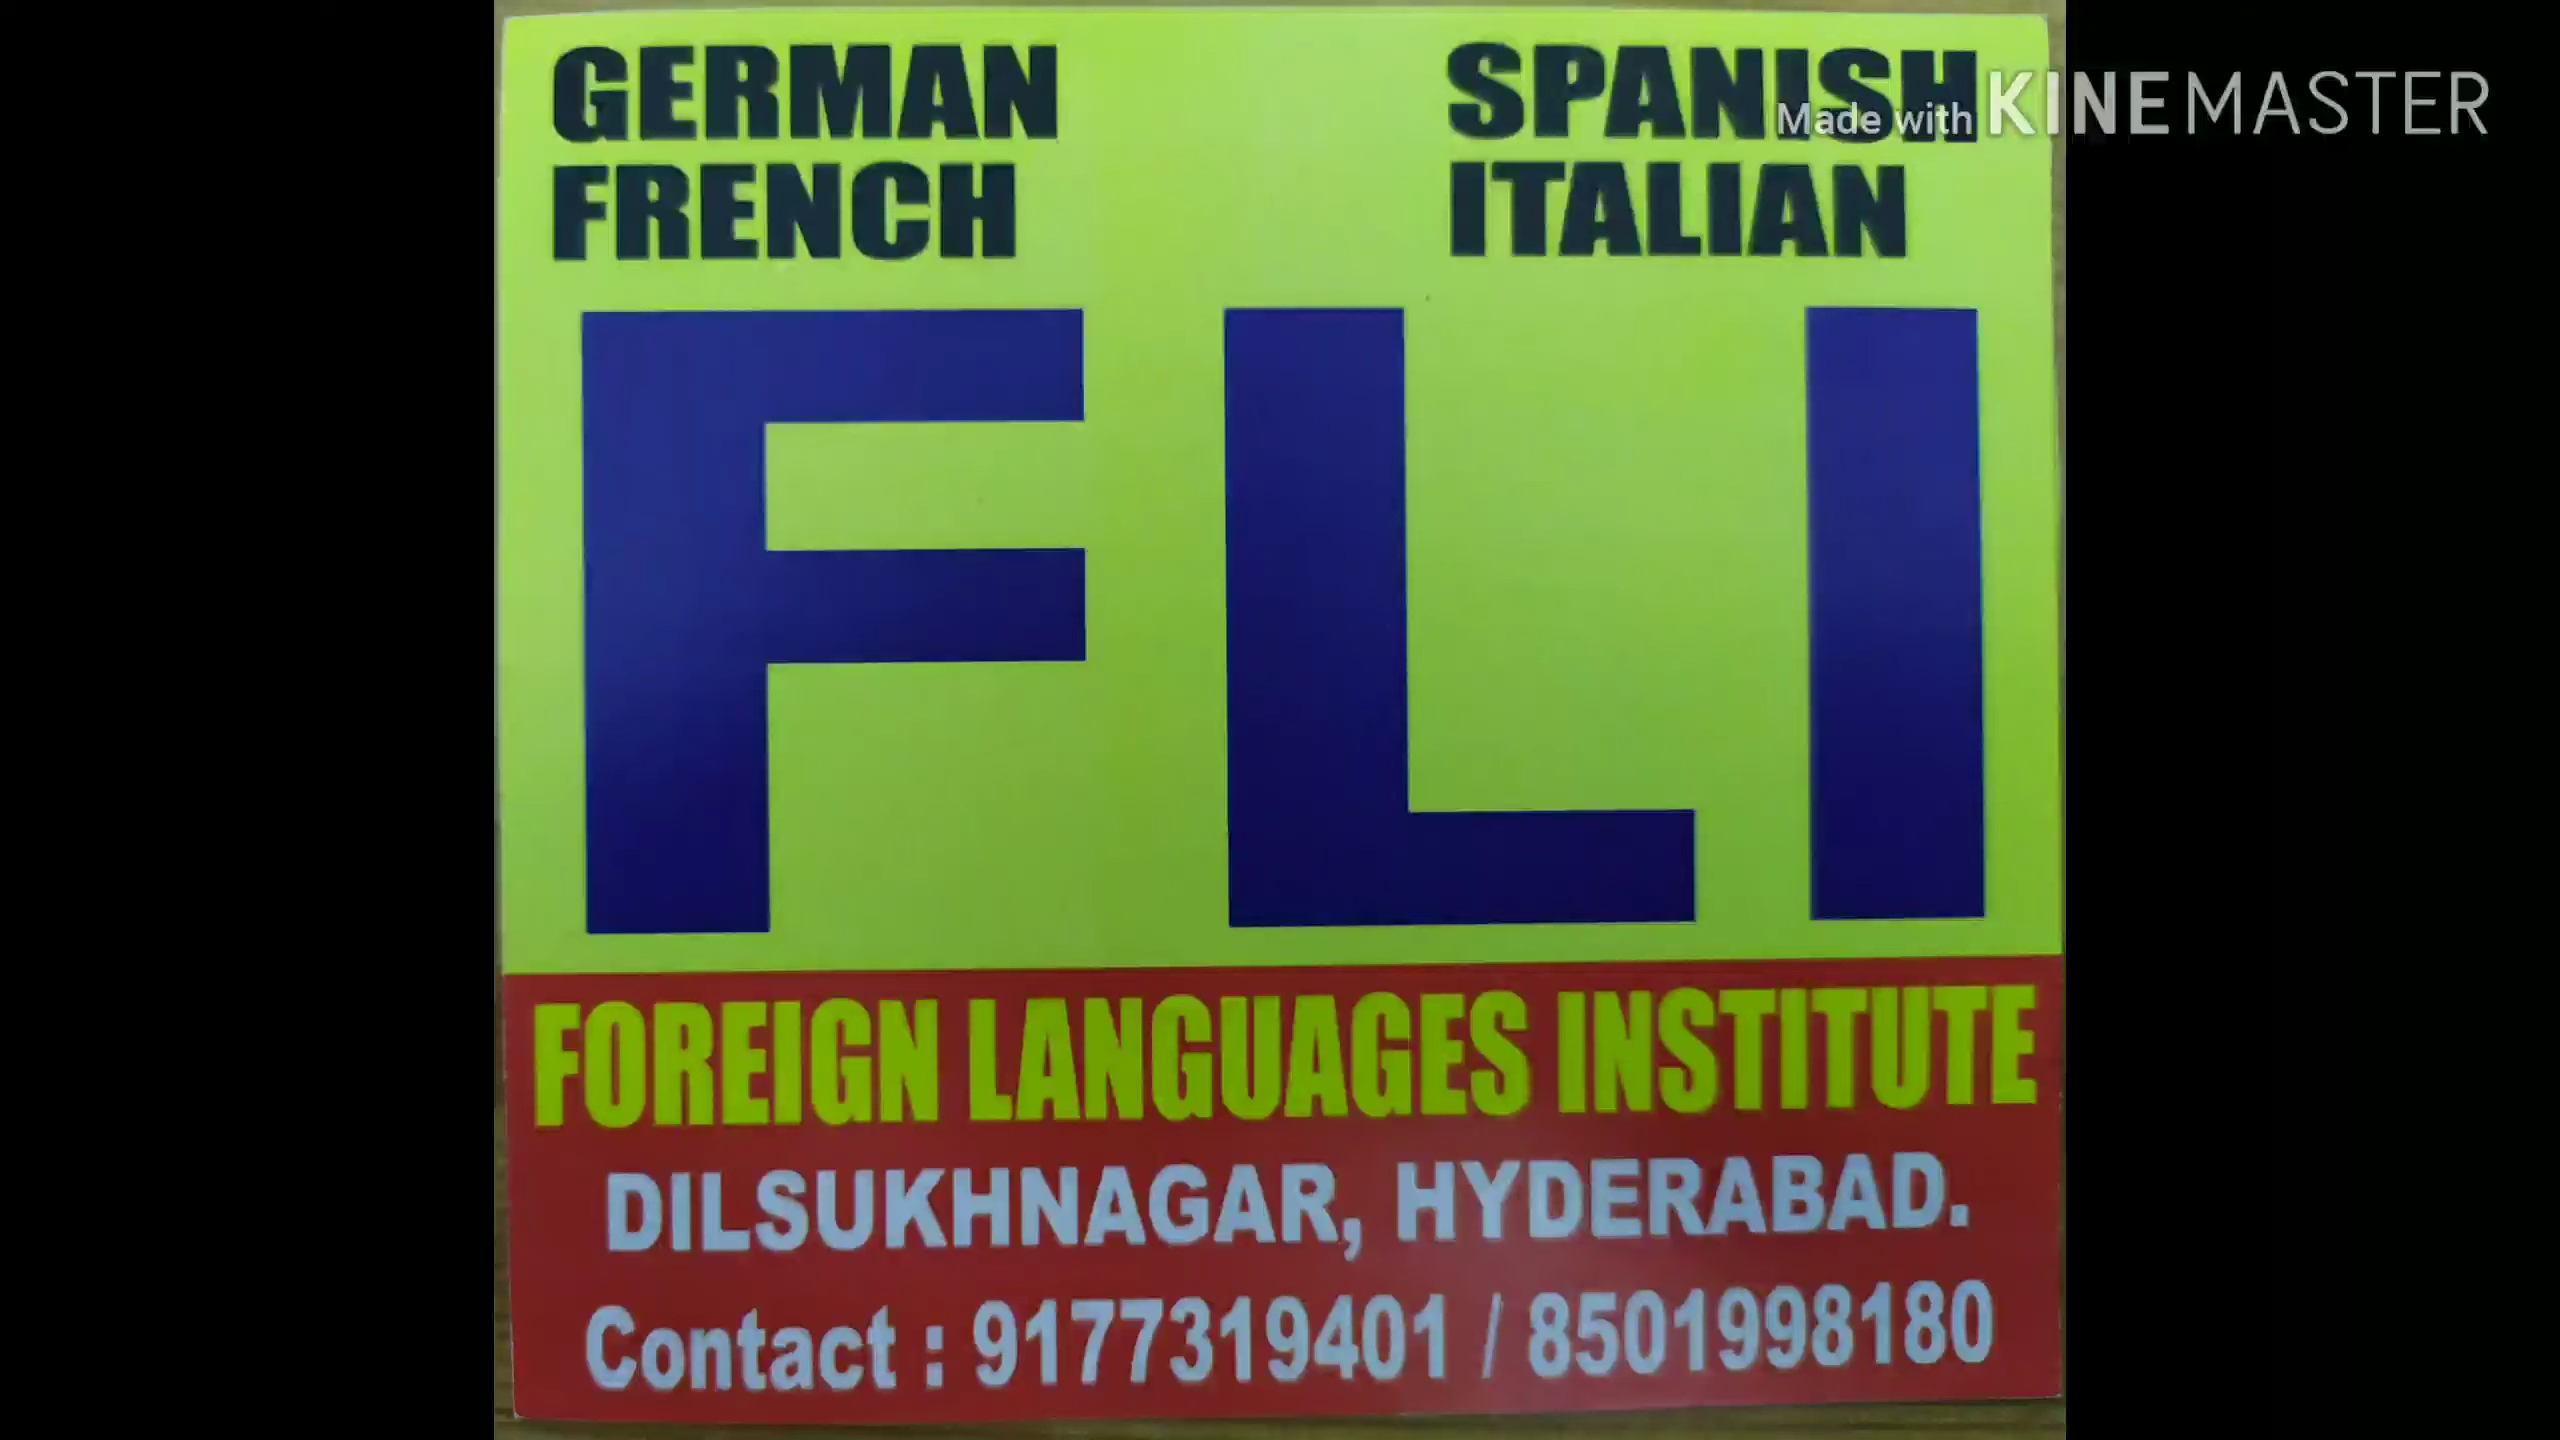 GERMAN
FRENCH
SPANISH
ITALIAN
Made with KINEMASTER
FLI
FOREIGN LANGUAGES INSTITUTE
DILSUKHNAGAR, HYDERABAD.
Contact : 9177319401 / 8501998180